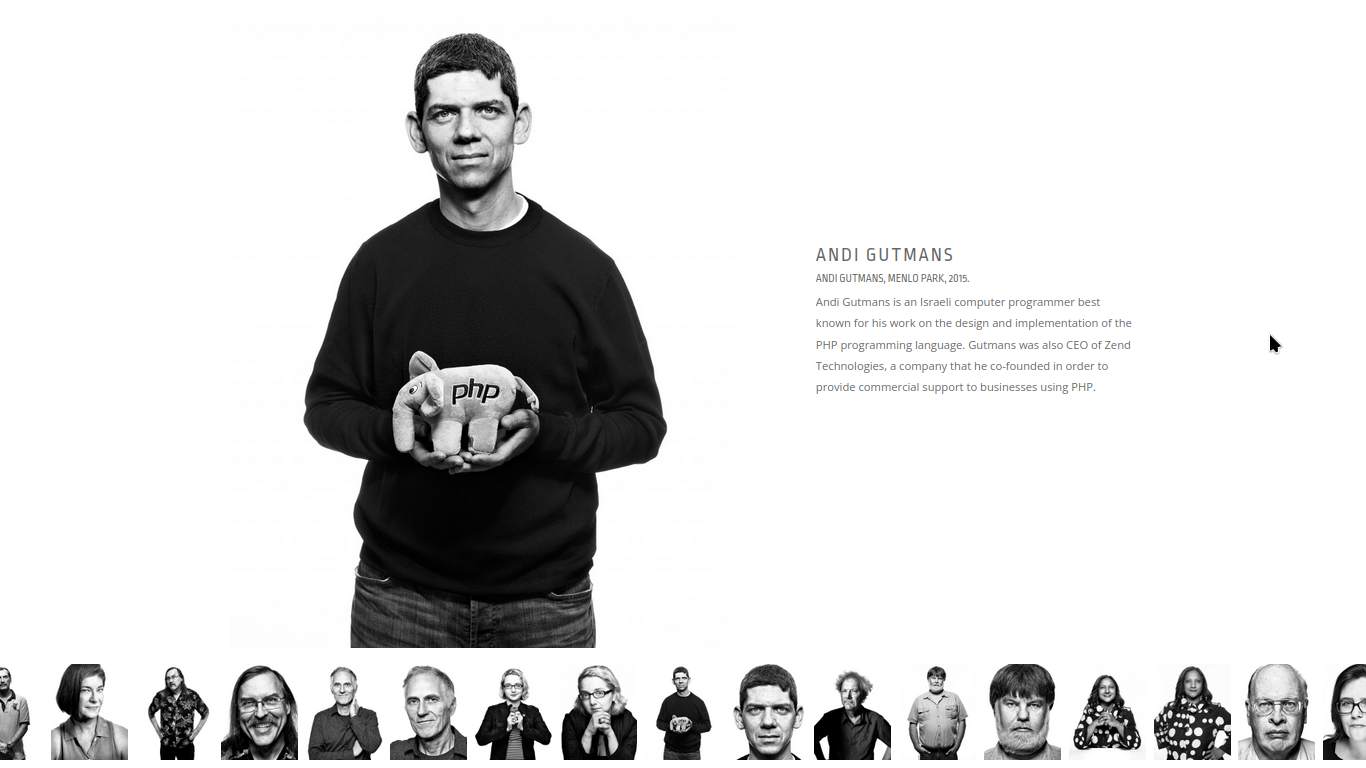 php
ANDI GUTMANS
ANDI GUTMANS, MENLO PARK, 2015.
Andi Gutmans is an Israeli computer programmer best
known for his work on the design and implementation of the
PHP programming language. Gutmans was also CEO of Zend
Technologies, a company that he co-founded in order to
provide commercial support to businesses using PHP.